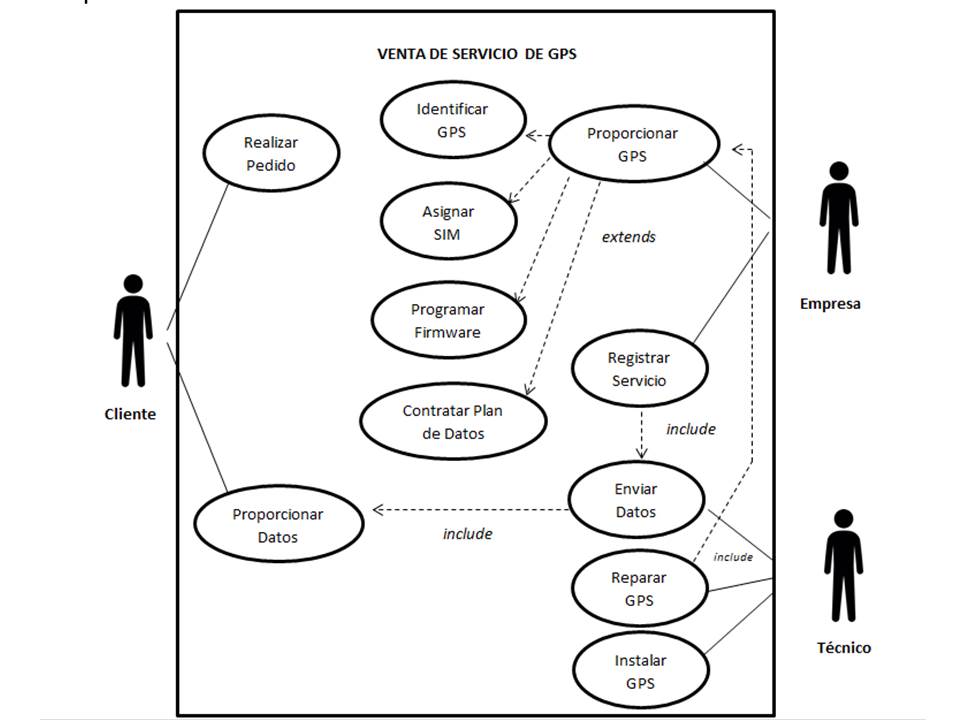 VENTA DE SERVICIO DE GPS
Identificar
GPS
Proporcionar
GPS
Realizar
Pedido
Asignar
SIM
extends
Empresa
Programar
Firmware
Registrar
Servicio
Cliente
Contratar Plan
de Datos
include
Enviar
Datos
Proporcionar
Datos
include
include
Reparar
GPS
Técnico
Instalar
GPS